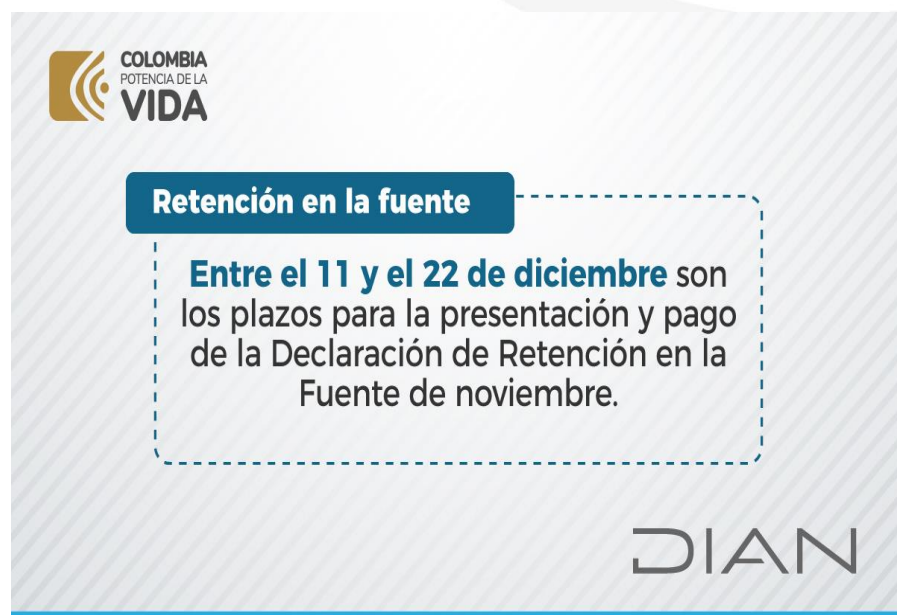 COLOMBIA
POTENCIA DE LA
VIDA
Retención en la fuente
Entre el 11 y el 22 de diciembre son
los plazos para la presentación y pago
de la Declaración de Retención en la
Fuente de noviembre.
DIAN